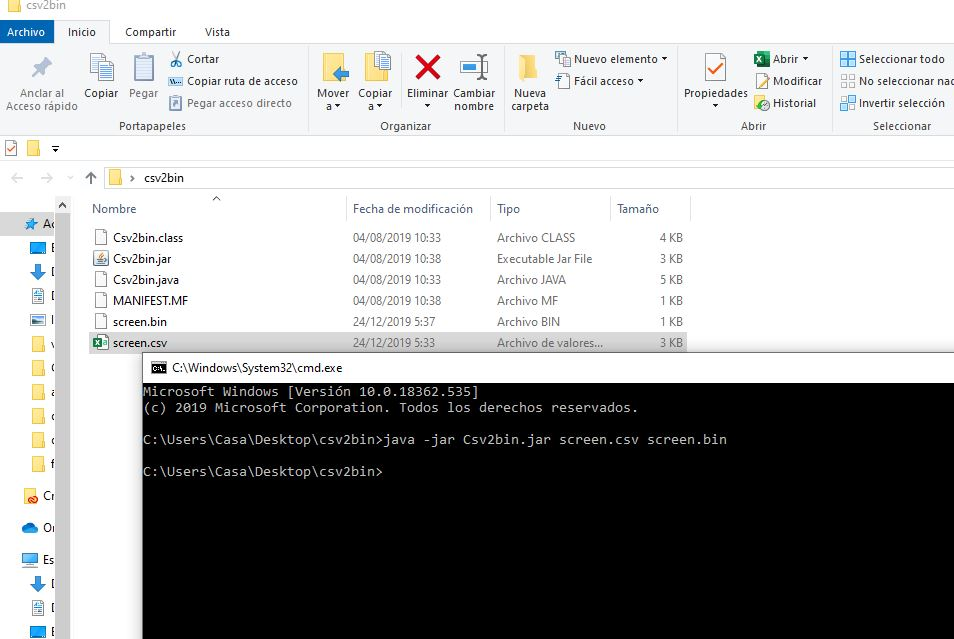 csv2bin
Archivo Inicio Compartir Vista
Anclar al Acceso rápido
Copiar
Pegar
Cortar
Copiar ruta de acceso
Pegar acceso directo
Portapapeles
Mover a
Copiar a
Eliminar
Cambiar nombre
Organizar
Nueva carpeta
Nuevo elemento
Fácil acceso
Nuevo
Propiedades
Abrir
Modificar
Historial
Abrir
Seleccionar todo
No seleccionar nad
Invertir selección
Seleccionar
csv2bin
Nombre Fecha de modificación Tipo Tamaño
Csv2bin.class 04/08/2019 10:33 Archivo CLASS 4 KB
Csv2bin.jar 04/08/2019 10:38 Executable Jar File 3 KB
Csv2bin.java 04/08/2019 10:33 Archivo JAVA 5 KB
MANIFEST.MF 04/08/2019 10:38 Archivo MF 1 KB
screen.bin 24/12/2019 5:37 Archivo BIN 1 KB
screen.csv 24/12/2019 5:33 Archivo de valores... 3 KB
C:\Windows\System32\cmd.exe
Microsoft Windows [Versión 10.0.18362.535]
(c) 2019 Microsoft Corporation. Todos los derechos reservados.
C:\Users\Casa\Desktop\csv2bin>java -jar Csv2bin.jar screen.csv screen.bin
C:\Users\Casa\Desktop\csv2bin>